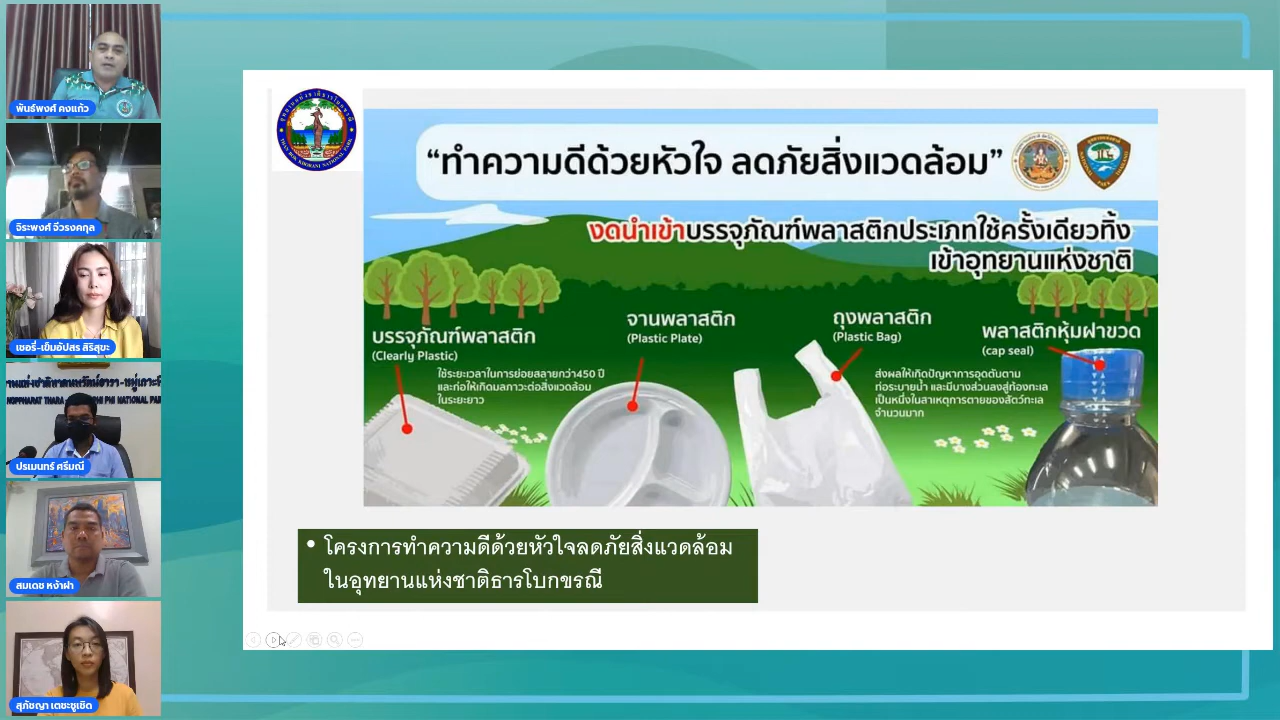 พันธ์พงศ์ คงแก้ว
จิระพงศ์ จีวรงคกุล
เชอรี่-เข็มอัปสร สิริสุขะ
ปรเมนทร์ ศรีมณี
สมเดช หง้าฝา
สุภัชญา เตชะชูเชิด
THAN BOK KHORANI NATIONAL PARK
“ทำความดีด้วยหัวใจ ลดภัยสิ่งแวดล้อม”
งดนำเข้าบรรจุภัณฑ์พลาสติกประเภทใช้ครั้งเดียวทิ้ง
เข้าอุทยานแห่งชาติ
บรรจุภัณฑ์พลาสติก
(Clearly Plastic)
ใช้ระยะเวลาในการย่อยสลายกว่า450 ปี
และก่อให้เกิดมลภาวะต่อสิ่งแวดล้อม
ในระยะยาว
จานพลาสติก
(Plastic Plate)
ถุงพลาสติก
(Plastic Bag)
ส่งผลให้เกิดปัญหาการอุดตันตาม
ท่อระบายน้ำ และมีบางส่วนลงสู่ท้องทะเล
เป็นหนึ่งในสาเหตุการตายของสัตว์ทะเล
จำนวนมาก
พลาสติกหุ้มฝาขวด
(cap seal)
• โครงการทำความดีด้วยหัวใจลดภัยสิ่งแวดล้อม
ในอุทยานแห่งชาติธารโบกขรณี